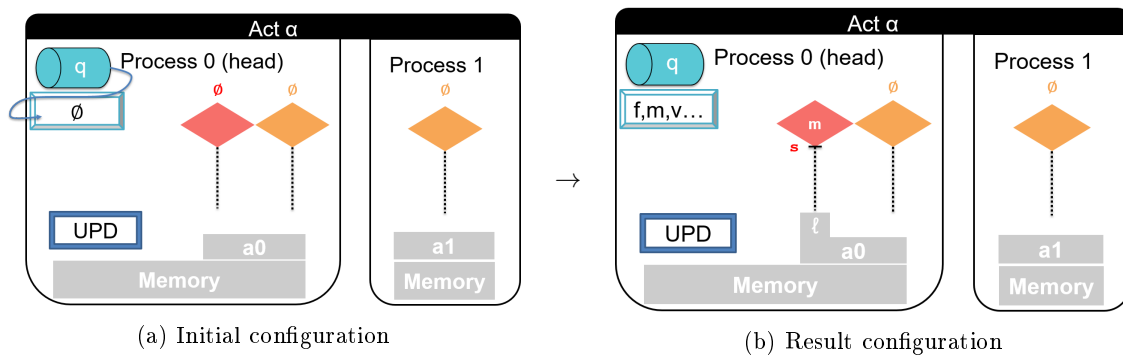 Act α
q
Process 0 (head)
Process 1
∅
∅
∅
∅
UPD
a0
a1
Memory
Memory
(a) Initial configuration
→
Act α
q
Process 0 (head)
Process 1
f,m,v...
∅
∅
m
s
UPD
ℓ
a0
a1
Memory
Memory
(b) Result configuration